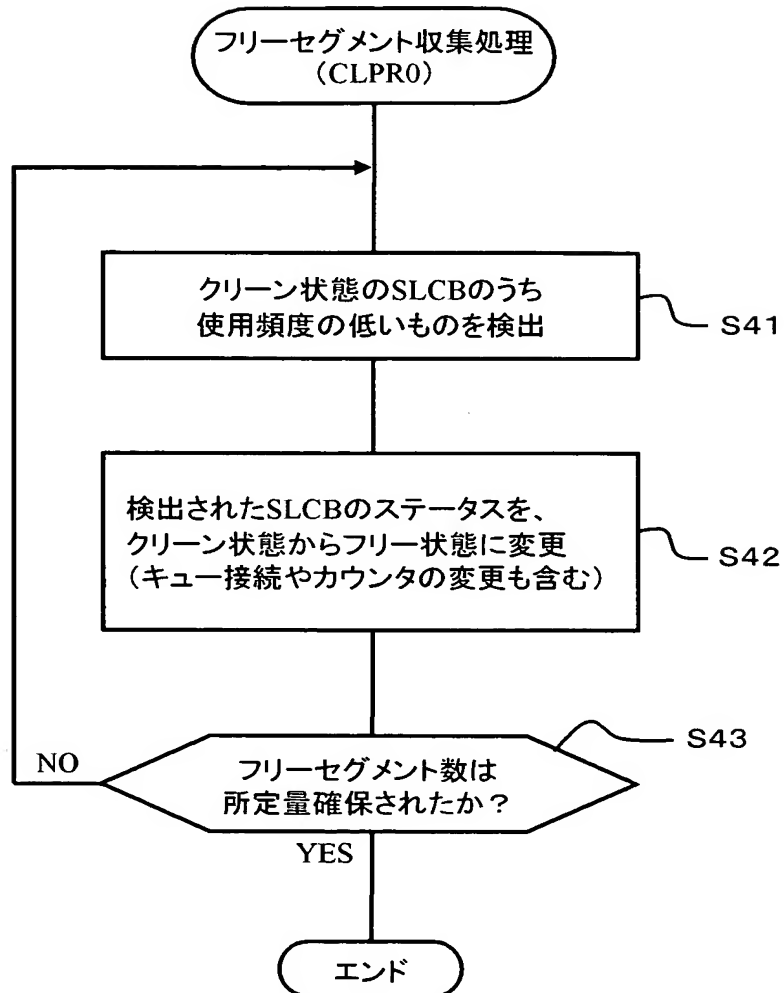 フリーセグメント収集処理
(CLPR0)
クリーン状態のSLCBのうち
使用頻度の低いものを検出
S41
検出されたSLCBのステータスを、
クリーン状態からフリー状態に変更
(キュー接続やカウンタの変更も含む)
S42
S43
NO
フリーセグメント数は
所定量確保されたか?
YES
エンド